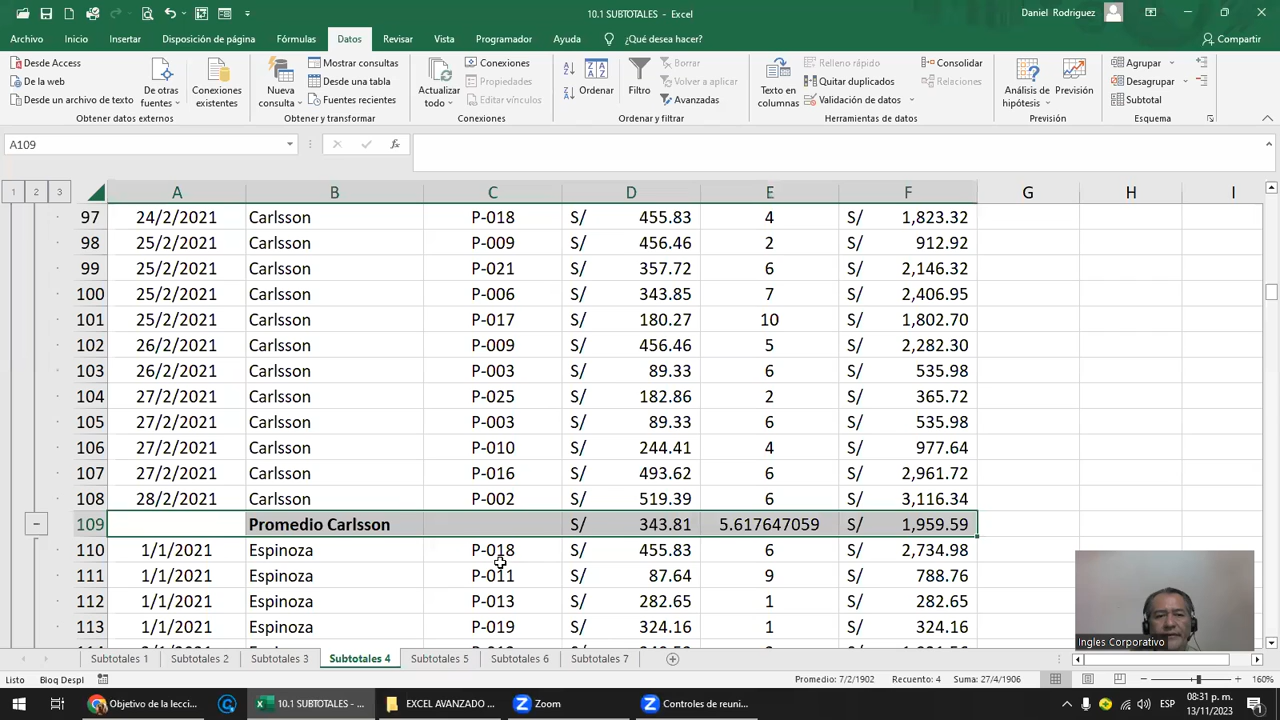 10.1 SUBTOTALES - Excel
Daniel Rodriguez
Archivo Inicio Insertar Disposición de página Fórmulas Datos Revisar Vista Programador Ayuda ¿Qué desea hacer? Compartir
Desde Access
De la web
Desde un archivo de texto
De otras fuentes
Conexiones existentes
Obtener datos externos
Nueva consulta
Mostrar consultas
Desde una tabla
Fuentes recientes
Obtener y transformar
Actualizar todo
Conexiones
Propiedades
Editar vínculos
Conexiones
Ordenar
Filtro
Borrar
Volver a aplicar
Avanzadas
Ordenar y filtrar
Texto en columnas
Relleno rápido
Quitar duplicados
Validación de datos
Consolidar
Relaciones
Herramientas de datos
Análisis de hipótesis
Previsión
Previsión
Agrupar
Desagrupar
Subtotal
Esquema
A109
fx
1 2 3 A B C D E F G H I
97 24/2/2021 Carlsson P-018 S/ 455.83 4 S/ 1,823.32
98 25/2/2021 Carlsson P-009 S/ 456.46 2 S/ 912.92
99 25/2/2021 Carlsson P-021 S/ 357.72 6 S/ 2,146.32
100 25/2/2021 Carlsson P-006 S/ 343.85 7 S/ 2,406.95
101 25/2/2021 Carlsson P-017 S/ 180.27 10 S/ 1,802.70
102 26/2/2021 Carlsson P-009 S/ 456.46 5 S/ 2,282.30
103 26/2/2021 Carlsson P-003 S/ 89.33 6 S/ 535.98
104 27/2/2021 Carlsson P-025 S/ 182.86 2 S/ 365.72
105 27/2/2021 Carlsson P-003 S/ 89.33 6 S/ 535.98
106 27/2/2021 Carlsson P-010 S/ 244.41 4 S/ 977.64
107 27/2/2021 Carlsson P-016 S/ 493.62 6 S/ 2,961.72
108 28/2/2021 Carlsson P-002 S/ 519.39 6 S/ 3,116.34
109 Promedio Carlsson S/ 343.81 5.617647059 S/ 1,959.59
110 1/1/2021 Espinoza P-018 S/ 455.83 6 S/ 2,734.98
111 1/1/2021 Espinoza P-011 S/ 87.64 9 S/ 788.76
112 1/1/2021 Espinoza P-013 S/ 282.65 1 S/ 282.65
113 1/1/2021 Espinoza P-019 S/ 324.16 1 S/ 324.16
Ingles Corporativo
Subtotales 1 Subtotales 2 Subtotales 3 Subtotales 4 Subtotales 5 Subtotales 6 Subtotales 7
Listo Bloq Despl Promedio: 7/2/1902 Recuento: 4 Suma: 27/4/1906 160%
Objetivo de la lecci... 10.1 SUBTOTALES - ... EXCEL AVANZADO ... Zoom Controles de reuni... ESP 08:31 p. m.
13/11/2023